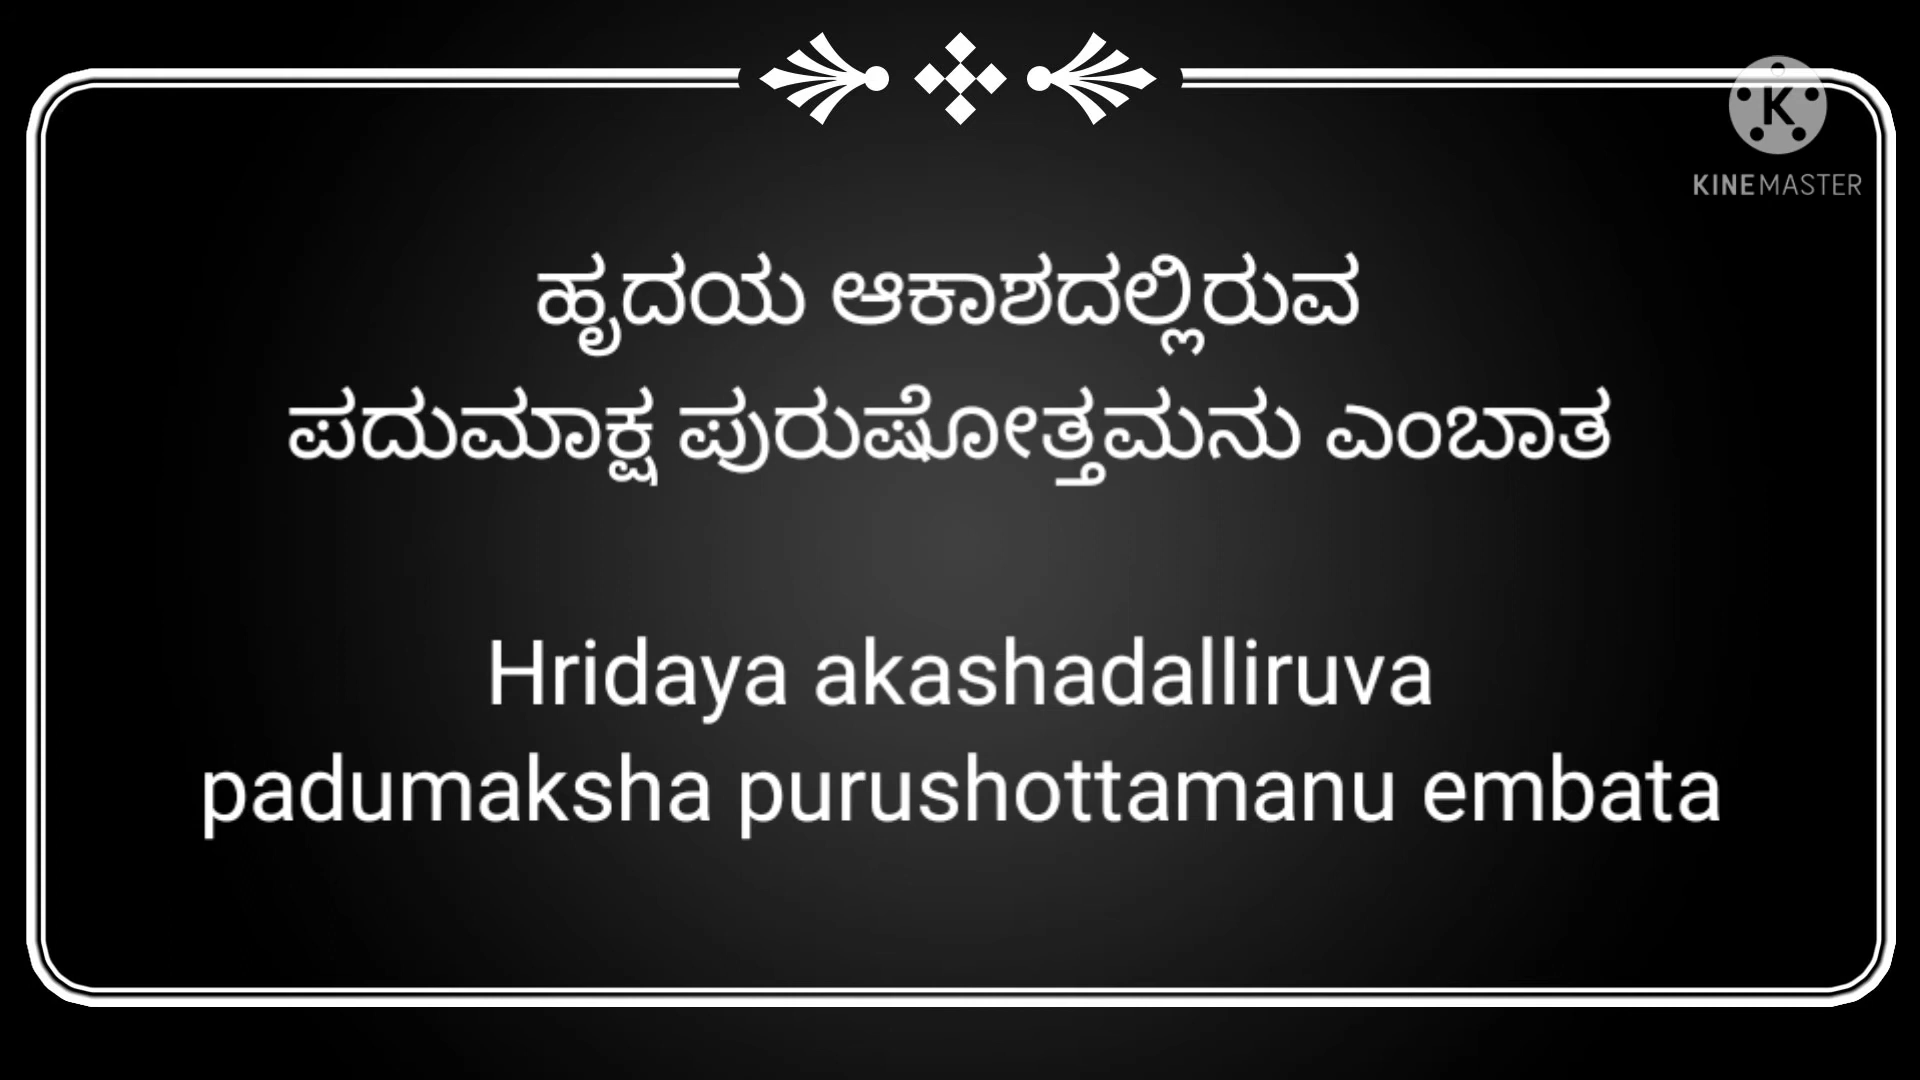 K
KINEMASTER
ಹೃದಯ ಆಕಾಶದಲ್ಲಿರುವ
ಪದುಮಾಕ್ಷ ಪುರುಷೋತ್ತಮನು ಎಂಬಾತ
Hridaya akashadalliruva
padumaksha purushottamanu embata